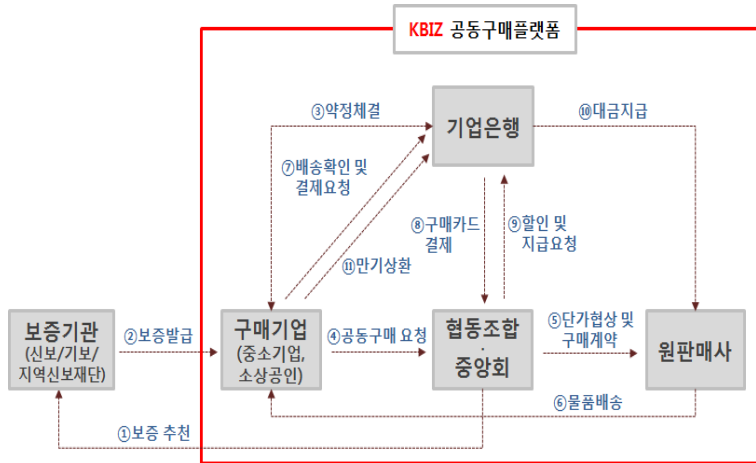 KBIZ 공동구매플랫폼
③약정체결
기업은행
⑩대금지급
⑦배송확인 및
결제요청
⑧구매카드
결제
⑨할인 및
지급요청
⑪만기상환
보증기관
(신보/기보/
지역신보재단)
②보증발급
구매기업
(중소기업,
소상공인)
④공동구매 요청
협동조합
·
중앙회
⑤단가협상 및
구매계약
원판매사
⑥물품배송
①보증 추천